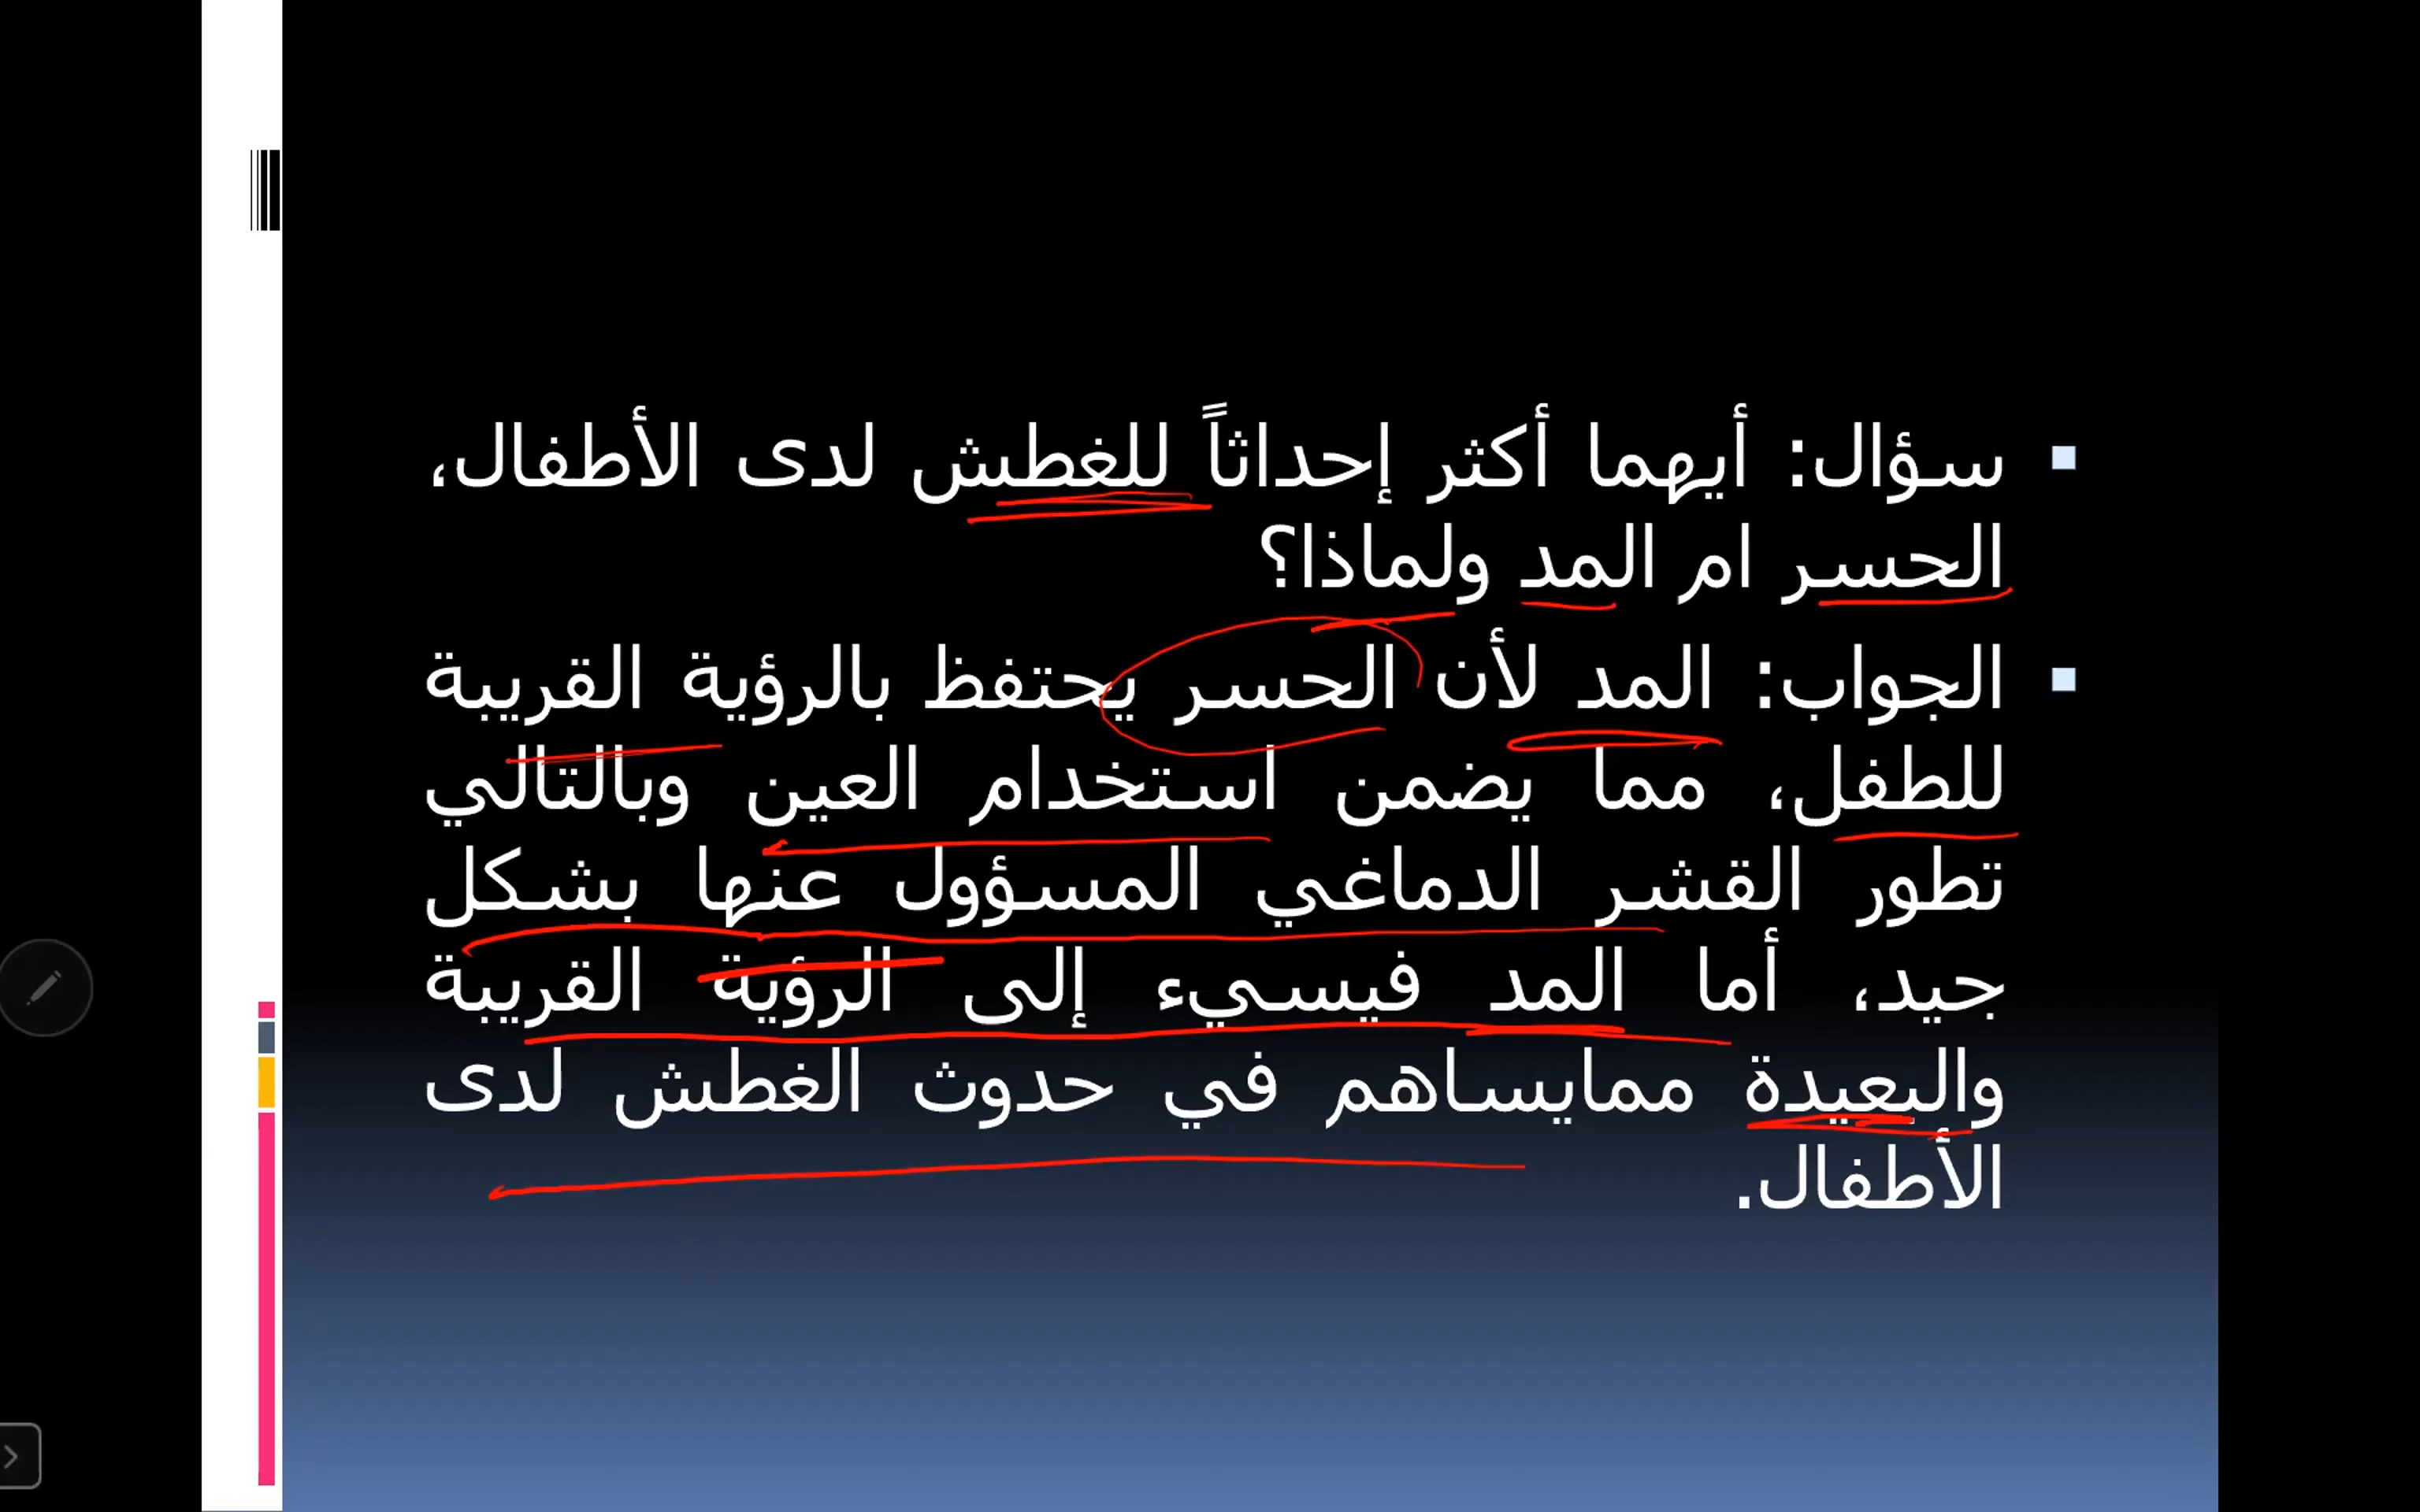 سؤال: أيهما أكثر إحداثاً للغطش لدى الأطفال،
الحسر ام المد ولماذا؟
الجواب: المد لأن الحسر يحتفظ بالرؤية القريبة
للطفل، مما يضمن استخدام العين وبالتالي
تطور القشر الدماغي المسؤول عنها بشكل
جيد، أما المد فيسيء إلى الرؤية القريبة
والبعيدة ممايساهم في حدوث الغطش لدى
الأطفال.